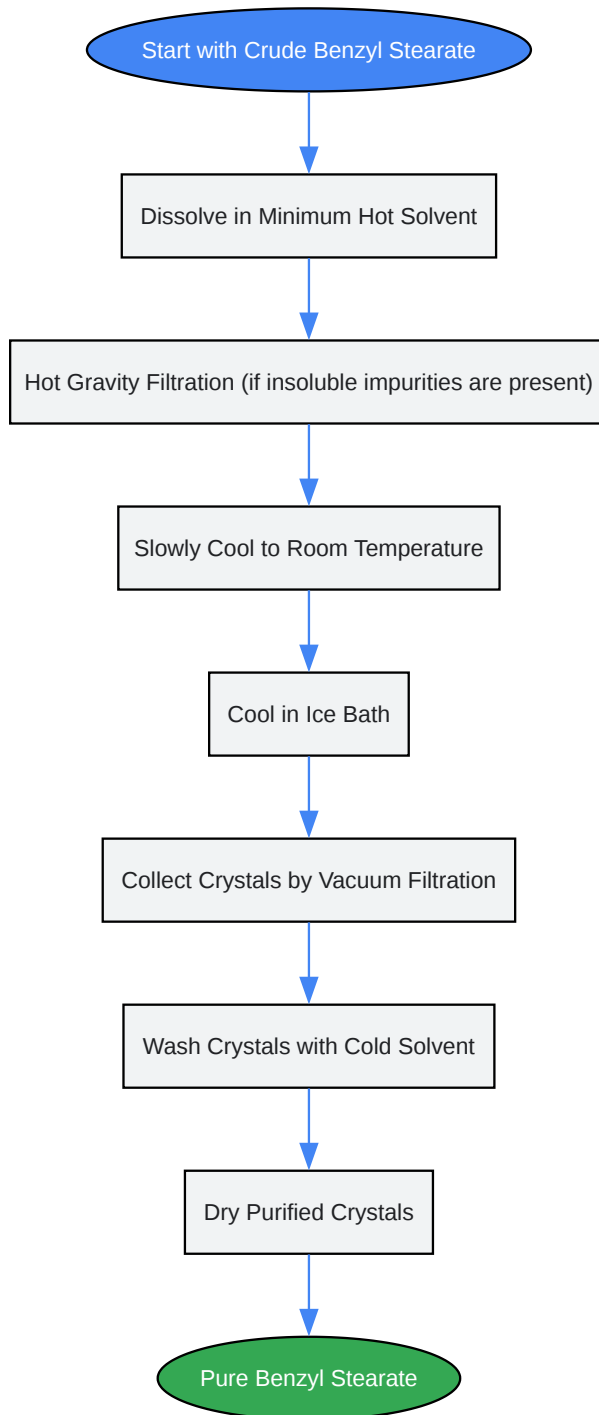 Start with Crude Benzyl Stearate
Dissolve in Minimum Hot Solvent
Hot Gravity Filtration (if insoluble impurities are present)
Slowly Cool to Room Temperature
Cool in Ice Bath
Collect Crystals by Vacuum Filtration
Wash Crystals with Cold Solvent
Dry Purified Crystals
Pure Benzyl Stearate